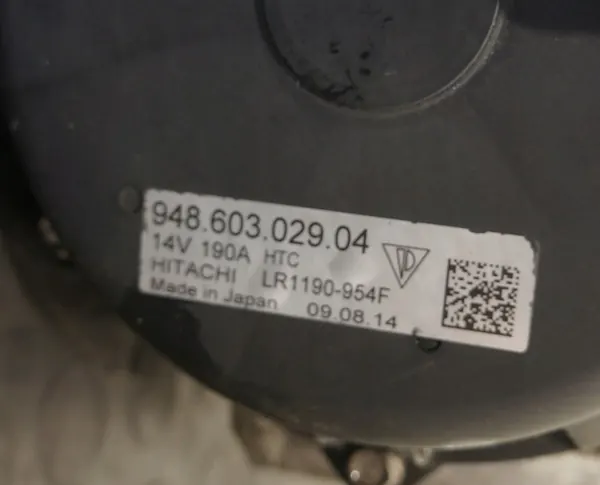 948.603.029.04
14V 190A HTC
HITACHI LR1190-954F
Made in Japan 09.08.14